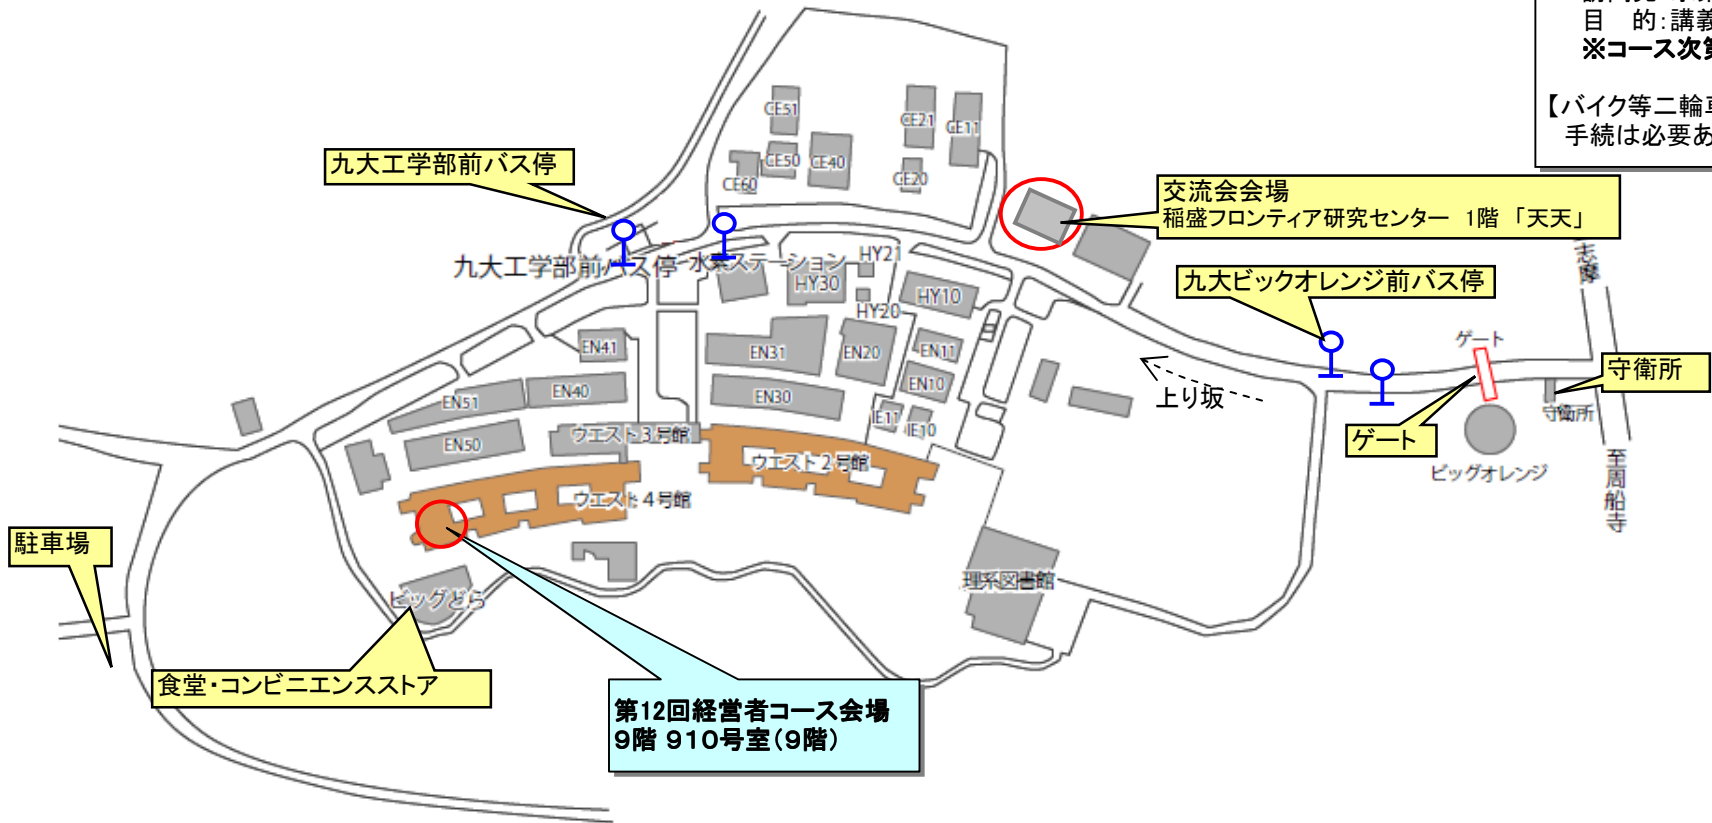 目　的：講義
※コース次第
【バイク等二輪車
手続は必要あ
CE51
CE21
CE11
九大工学部前バス停
CE50
CE40
CE60
CE20
交流会会場
稲盛フロンティア研究センター　1階　「天天」
志摩
九大工学部前バス停
水素ステーション
HY21
HY30
HY10
HY20
九大ビックオレンジ前バス停
EN41
EN31
EN20
EN11
ゲート
守衛所
EN51
EN40
EN30
EN10
上り坂
IE11
IE10
守衛所
ゲート
EN50
ウエスト3号館
ウエスト2号館
ビッグオレンジ
至周船寺
ウエスト4号館
駐車場
理系図書館
ビッグどら
食堂・コンビニエンスストア
第12回経営者コース会場
9階 910号室（9階）